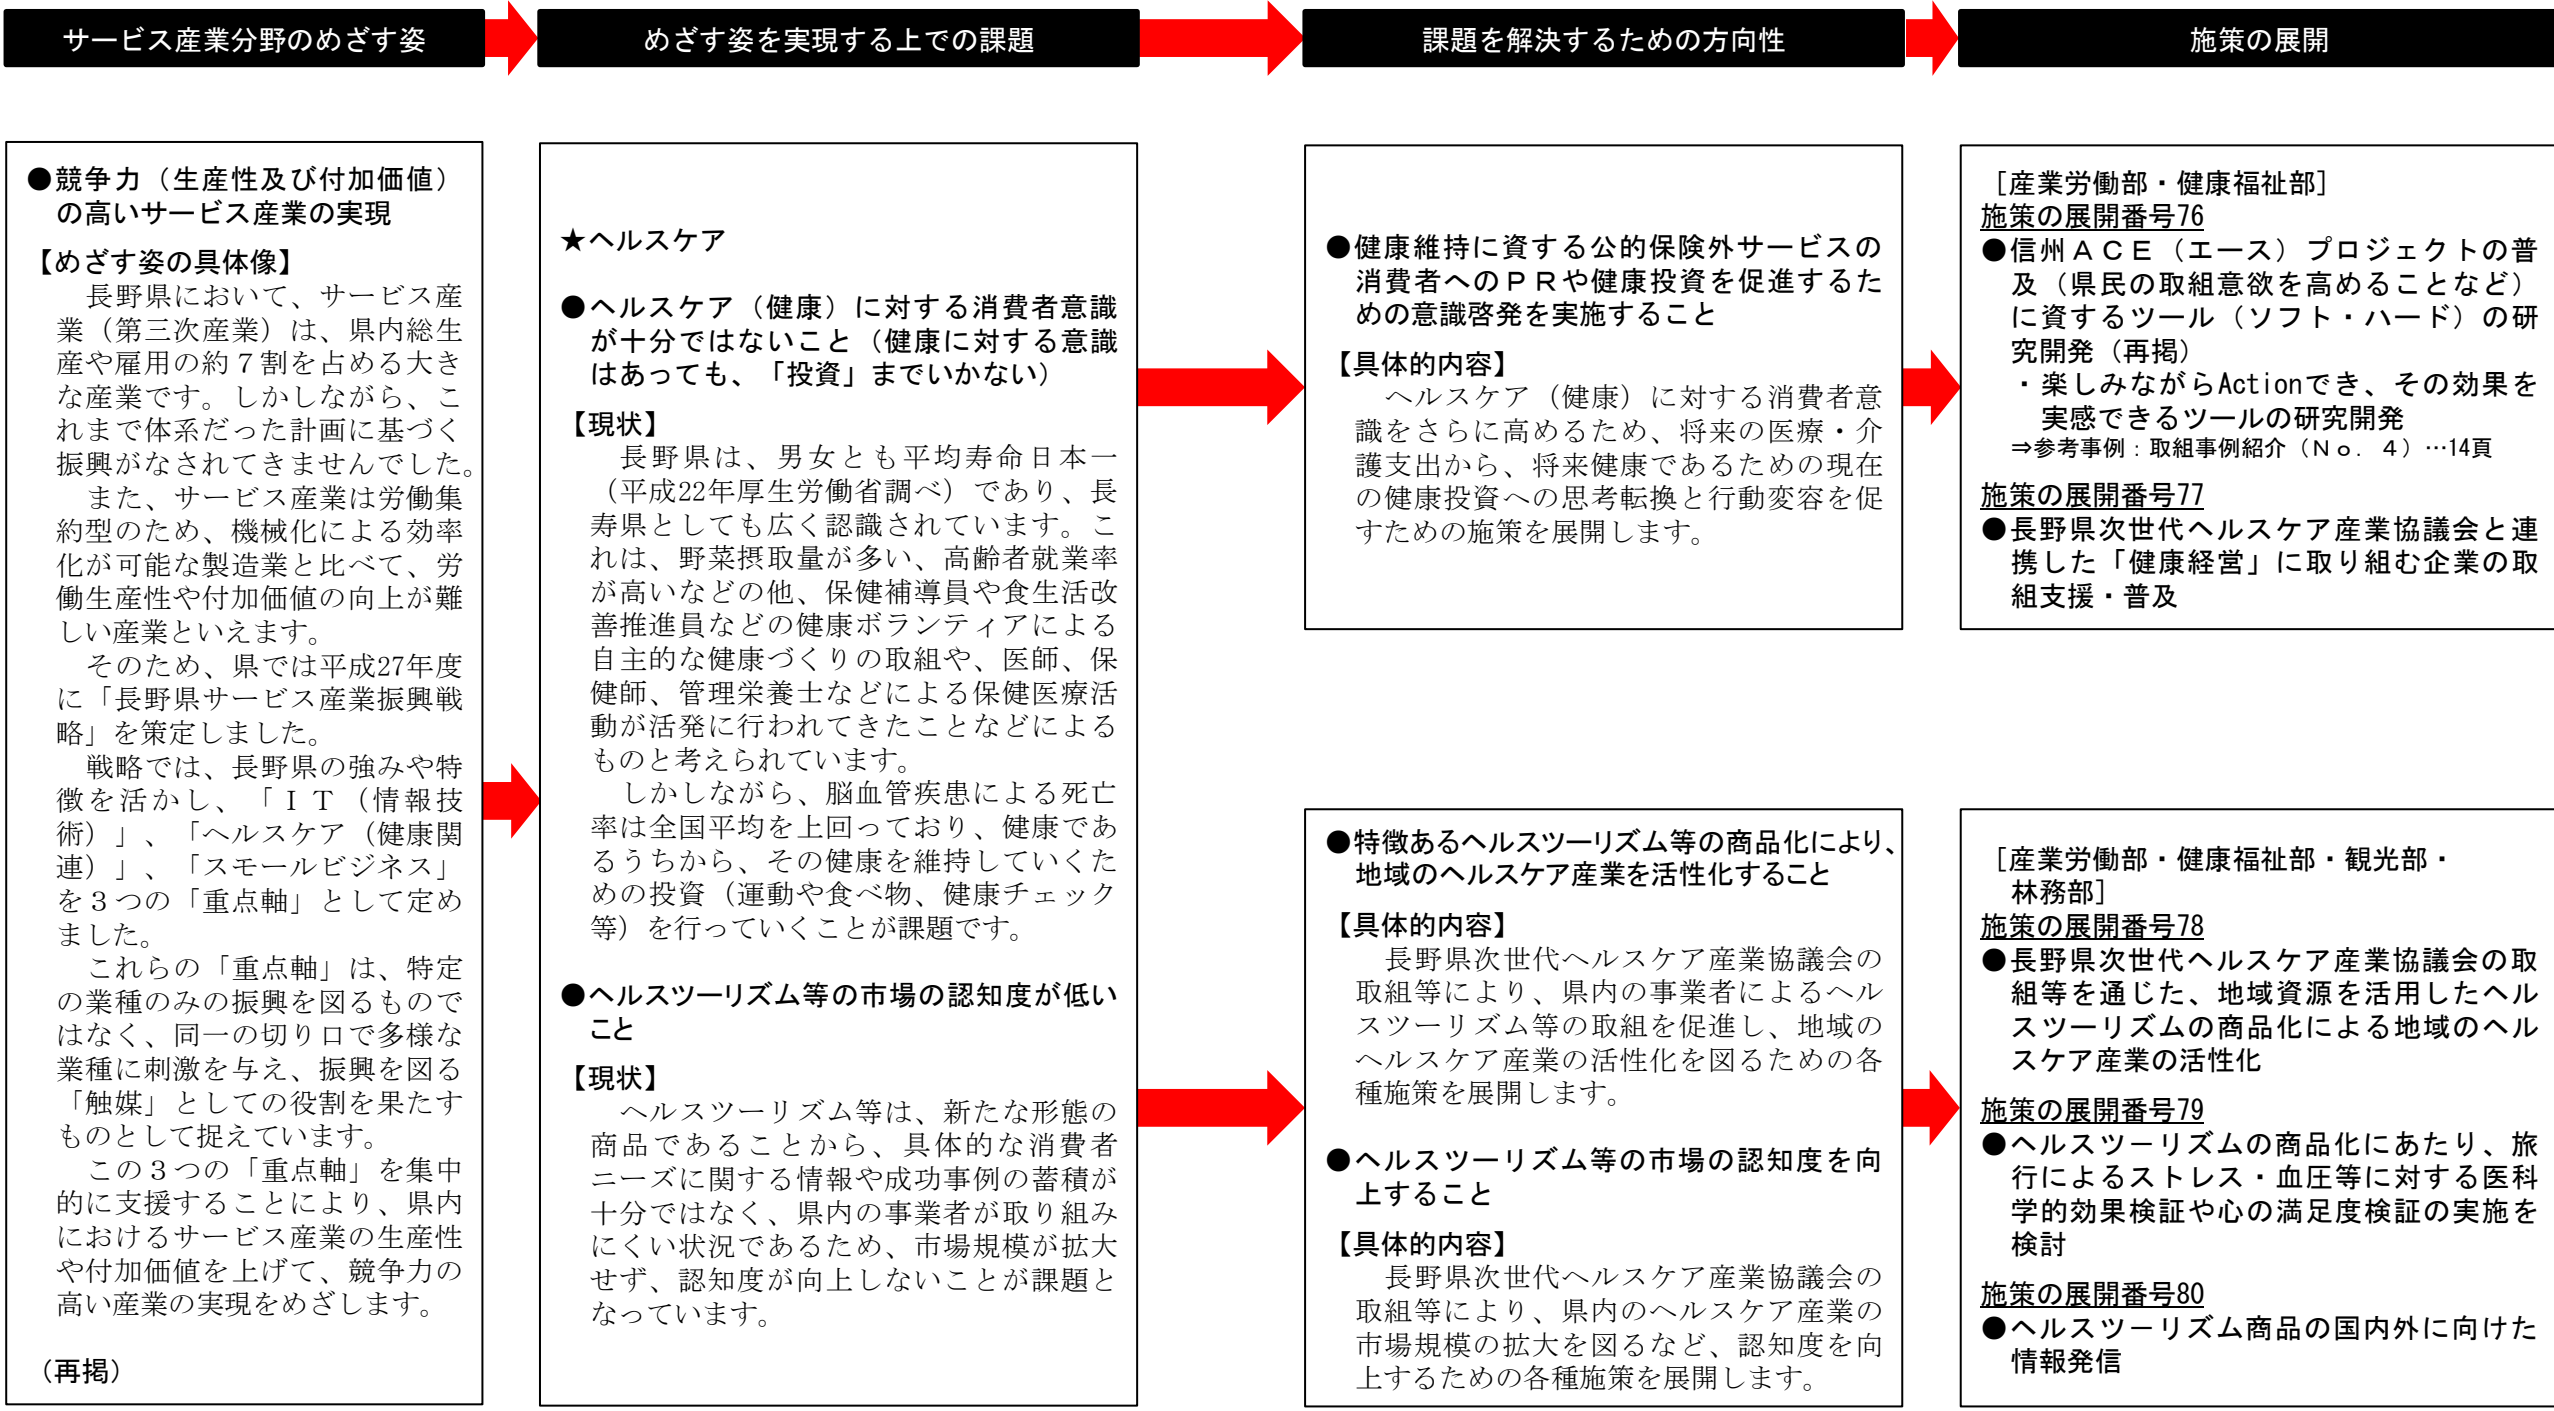 サービス産業分野のめざす姿
めざす姿を実現する上での課題
課題を解決するための方向性
施策の展開
●競争力（生産性及び付加価値）
の高いサービス産業の実現
【めざす姿の具体像】
長野県において、サービス産
業（第三次産業）は、県内総生
産や雇用の約７割を占める大き
な産業です。しかしながら、こ
れまで体系だった計画に基づく
振興がなされてきませんでした。
また、サービス産業は労働集
約型のため、機械化による効率
化が可能な製造業と比べて、労
働生産性や付加価値の向上が難
しい産業といえます。
そのため、県では平成27年度
に「長野県サービス産業振興戦
略」を策定しました。
戦略では、長野県の強みや特
徴を活かし、「ＩＴ（情報技
術）」、「ヘルスケア（健康関
連）」、「スモールビジネス」
を３つの「重点軸」として定め
ました。
これらの「重点軸」は、特定
の業種のみの振興を図るもので
はなく、同一の切り口で多様な
業種に刺激を与え、振興を図る
「触媒」としての役割を果たす
ものとして捉えています。
この３つの「重点軸」を集中
的に支援することにより、県内
におけるサービス産業の生産性
や付加価値を上げて、競争力の
高い産業の実現をめざします。
（再掲）
★ヘルスケア
●ヘルスケア（健康）に対する消費者意識
が十分ではないこと（健康に対する意識
はあっても、「投資」までいかない）
【現状】
長野県は、男女とも平均寿命日本一
（平成22年厚生労働省調べ）であり、長
寿県としても広く認識されています。こ
れは、野菜摂取量が多い、高齢者就業率
が高いなどの他、保健補導員や食生活改
善推進員などの健康ボランティアによる
自主的な健康づくりの取組や、医師、保
健師、管理栄養士などによる保健医療活
動が活発に行われてきたことなどによる
ものと考えられています。
しかしながら、脳血管疾患による死亡
率は全国平均を上回っており、健康であ
るうちから、その健康を維持していくた
めの投資（運動や食べ物、健康チェック
等）を行っていくことが課題です。
●ヘルスツーリズム等の市場の認知度が低い
こと
【現状】
ヘルスツーリズム等は、新たな形態の
商品であることから、具体的な消費者
ニーズに関する情報や成功事例の蓄積が
十分ではなく、県内の事業者が取り組み
にくい状況であるため、市場規模が拡大
せず、認知度が向上しないことが課題と
なっています。
●健康維持に資する公的保険外サービスの
消費者へのＰＲや健康投資を促進するた
めの意識啓発を実施すること
【具体的内容】
ヘルスケア（健康）に対する消費者意
識をさらに高めるため、将来の医療・介
護支出から、将来健康であるための現在
の健康投資への思考転換と行動変容を促
すための施策を展開します。
●特徴あるヘルスツーリズム等の商品化により、
地域のヘルスケア産業を活性化すること
【具体的内容】
長野県次世代ヘルスケア産業協議会の
取組等により、県内の事業者によるヘル
スツーリズム等の取組を促進し、地域の
ヘルスケア産業の活性化を図るための各
種施策を展開します。
●ヘルスツーリズム等の市場の認知度を向
上すること
【具体的内容】
長野県次世代ヘルスケア産業協議会の
取組等により、県内のヘルスケア産業の
市場規模の拡大を図るなど、認知度を向
上するための各種施策を展開します。
［産業労働部・健康福祉部］
施策の展開番号76
●信州ＡＣＥ（エース）プロジェクトの普
及（県民の取組意欲を高めることなど）
に資するツール（ソフト・ハード）の研
究開発（再掲）
・楽しみながらActionでき、その効果を
実感できるツールの研究開発
⇒参考事例：取組事例紹介（Ｎｏ．４）…14頁
施策の展開番号77
●長野県次世代ヘルスケア産業協議会と連
携した「健康経営」に取り組む企業の取
組支援・普及
［産業労働部・健康福祉部・観光部・
林務部］
施策の展開番号78
●長野県次世代ヘルスケア産業協議会の取
組等を通じた、地域資源を活用したヘル
スツーリズムの商品化による地域のヘル
スケア産業の活性化
施策の展開番号79
●ヘルスツーリズムの商品化にあたり、旅
行によるストレス・血圧等に対する医科
学的効果検証や心の満足度検証の実施を
検討
施策の展開番号80
●ヘルスツーリズム商品の国内外に向けた
情報発信